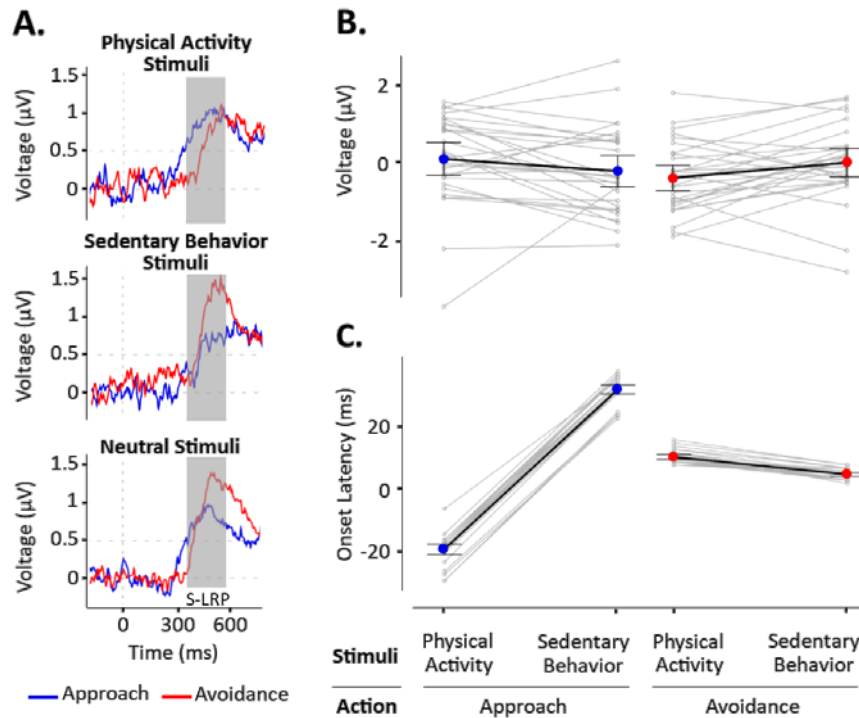 A.
Physical Activity
Stimuli
Voltage (µV)
1.5
1
0.5
0
Sedentary Behavior
Stimuli
Voltage (µV)
1.5
1
0.5
0
Neutral Stimuli
Voltage (µV)
1.5
1
0.5
0
S-LRP
0 300 600
Time (ms)
Approach Avoidance
B.
Voltage (µV)
2
0
-2
C.
Onset Latency (ms)
20
0
-20
Stimuli
Physical
Activity
Sedentary
Behavior
Physical
Activity
Sedentary
Behavior
Action Approach Avoidance